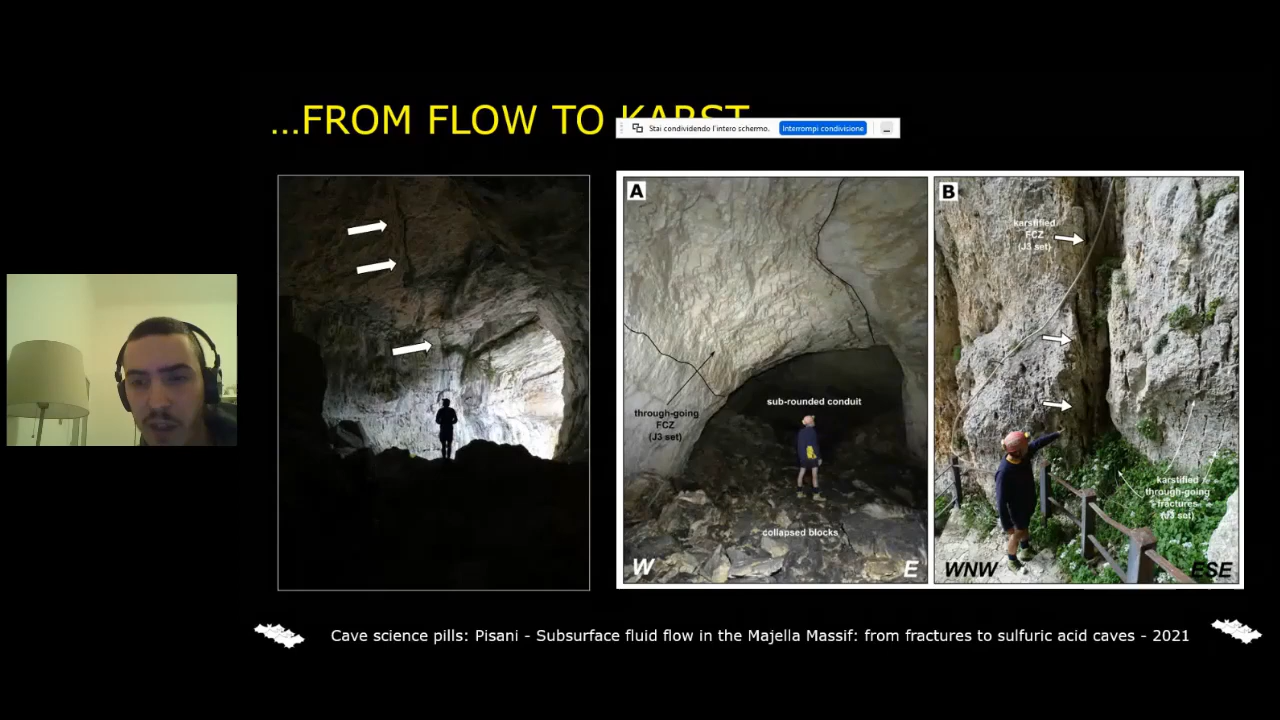 ...FROM FLOW TO KARST
Stai condividendo l'intero schermo.
Interrompi condivisione
A
through-going
FCZ
(J3 set)
sub-rounded conduit
collapsed blocks
W
E
B
karstified
FCZ
(J3 set)
karstified
through-going
fractures
(J3 set)
WNW
ESE
Cave science pills: Pisani - Subsurface fluid flow in the Majella Massif: from fractures to sulfuric acid caves - 2021